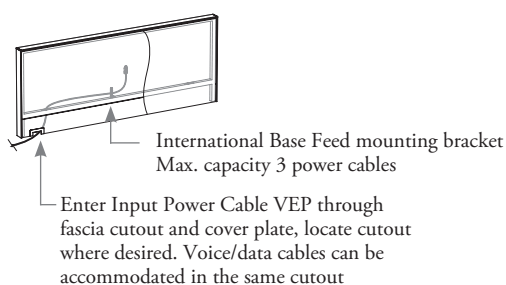 International Base Feed mounting bracket
Max. capacity 3 power cables
Enter Input Power Cable VEP through
fascia cutout and cover plate, locate cutout
where desired. Voice/data cables can be
accommodated in the same cutout